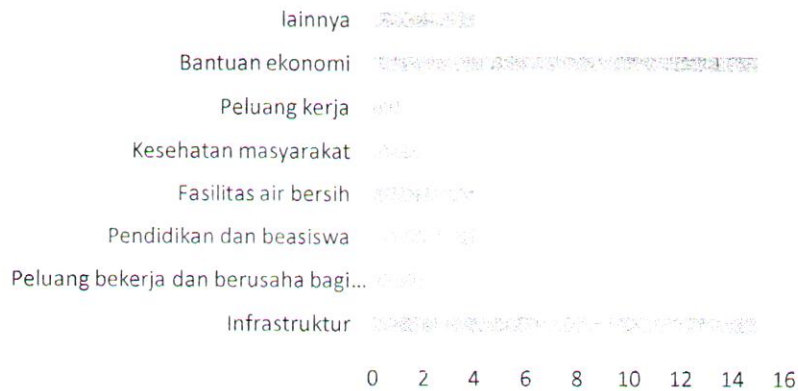 lainnya
Bantuan ekonomi
Peluang kerja
Kesehatan masyarakat
Fasilitas air bersih
Pendidikan dan beasiswa
Peluang bekerja dan berusaha bagi...
Infrastruktur
0 2 4 6 8 10 12 14 16